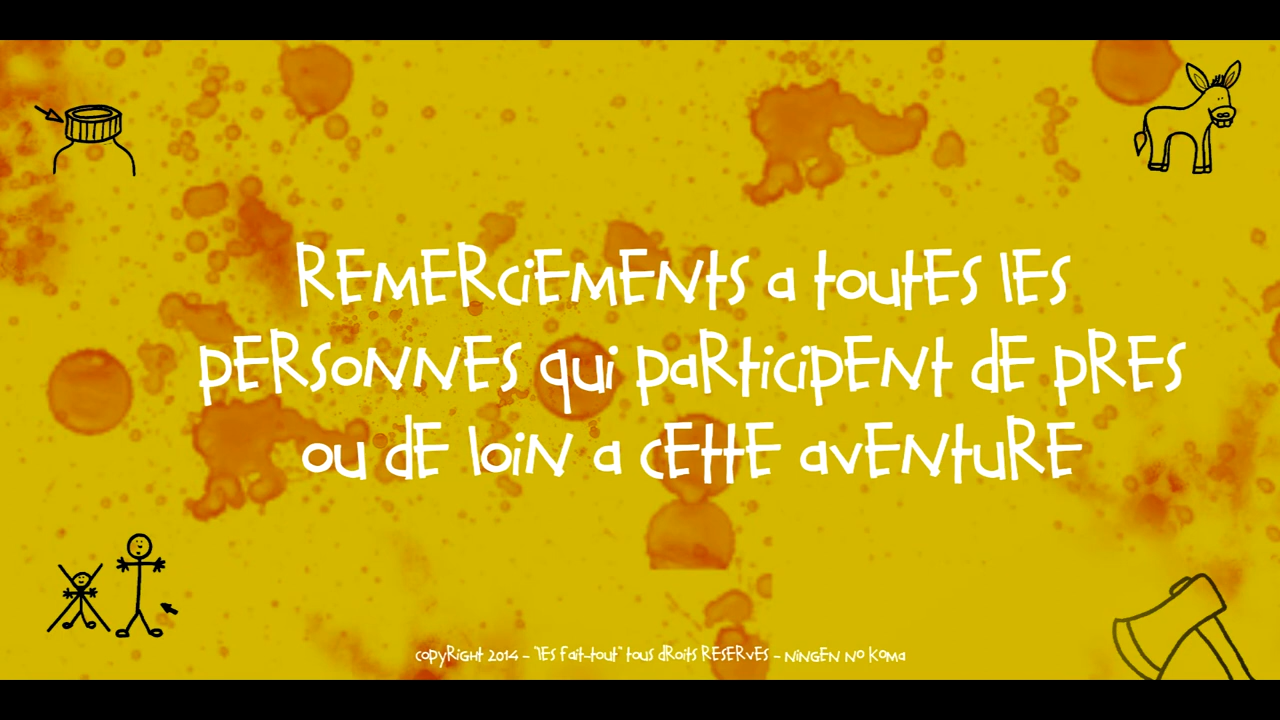 REMERciEMENts a toutEs lEs
pERsoNNEs qui paRticipENt dE pREs
ou dE loiN a cEttE avENtuRE
copyRight 2014 - "lEs fait-tout" tous dRoits REsERvEs - NiNgEN No KoMa